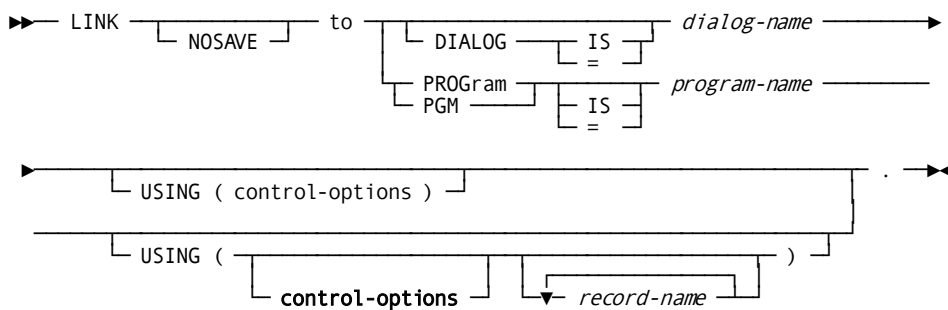 LINK NOSAVE to DIALOG IS = dialog-name
PROGram PGM IS = program-name
USING ( control-options ) .
USING ( control-options record-name )